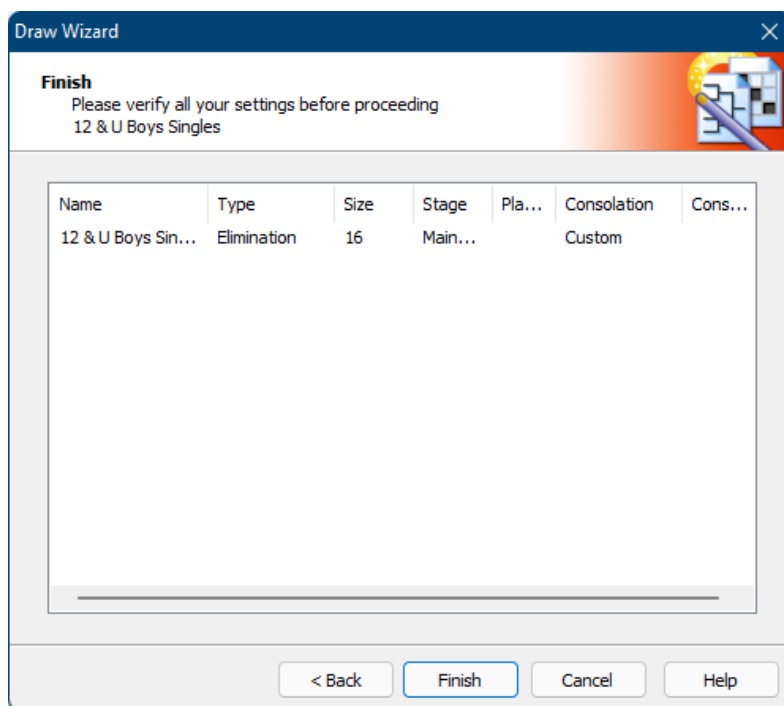 Draw Wizard
Finish
Please verify all your settings before proceeding
12 & U Boys Singles
Name Type Size Stage Pla... Consolation Cons...
12 & U Boys Sin... Elimination 16 Main... Custom
< Back Finish Cancel Help